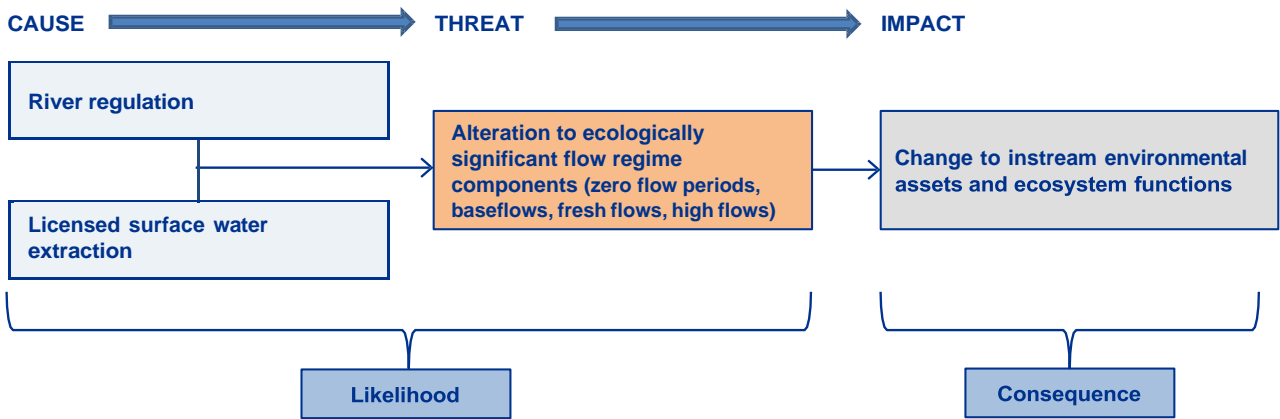 CAUSE
THREAT
IMPACT
River regulation
Licensed surface water
extraction
Alteration to ecologically
significant flow regime
components (zero flow periods,
baseflows, fresh flows, high flows)
Change to instream environmental
assets and ecosystem functions
Likelihood
Consequence